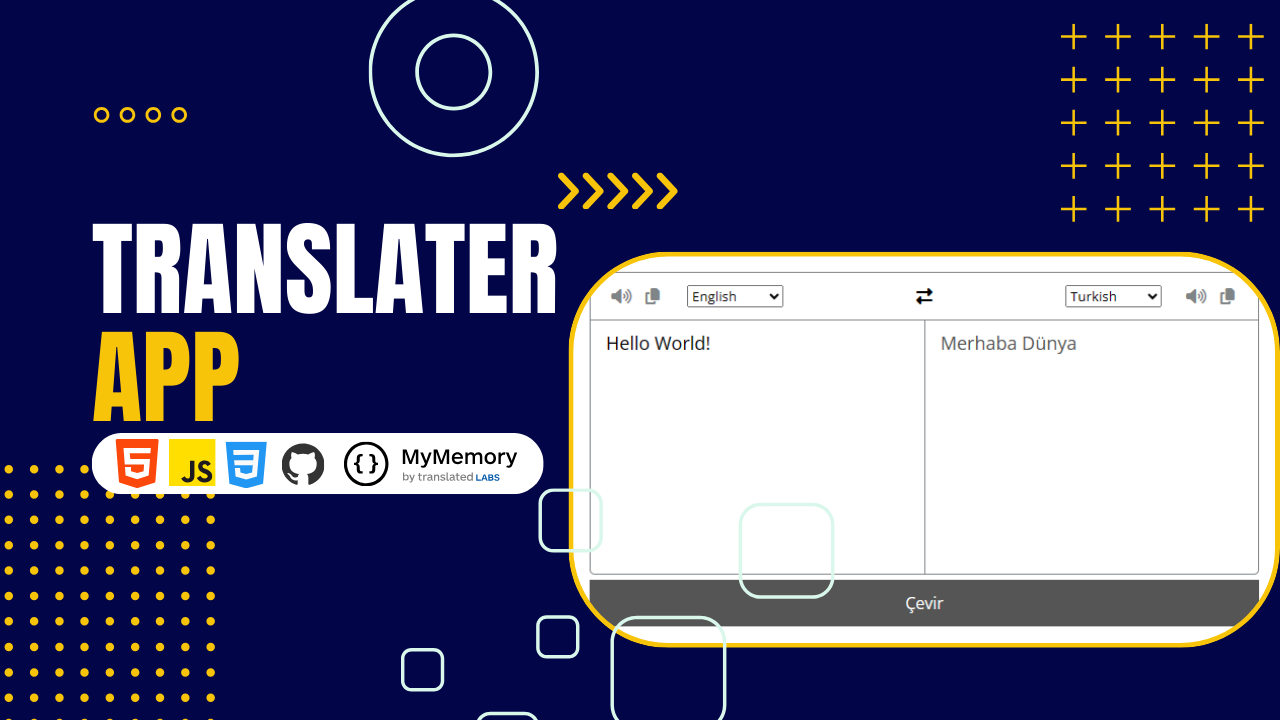 TRANSLATER
APP
JS
MyMemory
by translated LABS
English
Turkish
Hello World!
Merhaba Dünya
Çevir